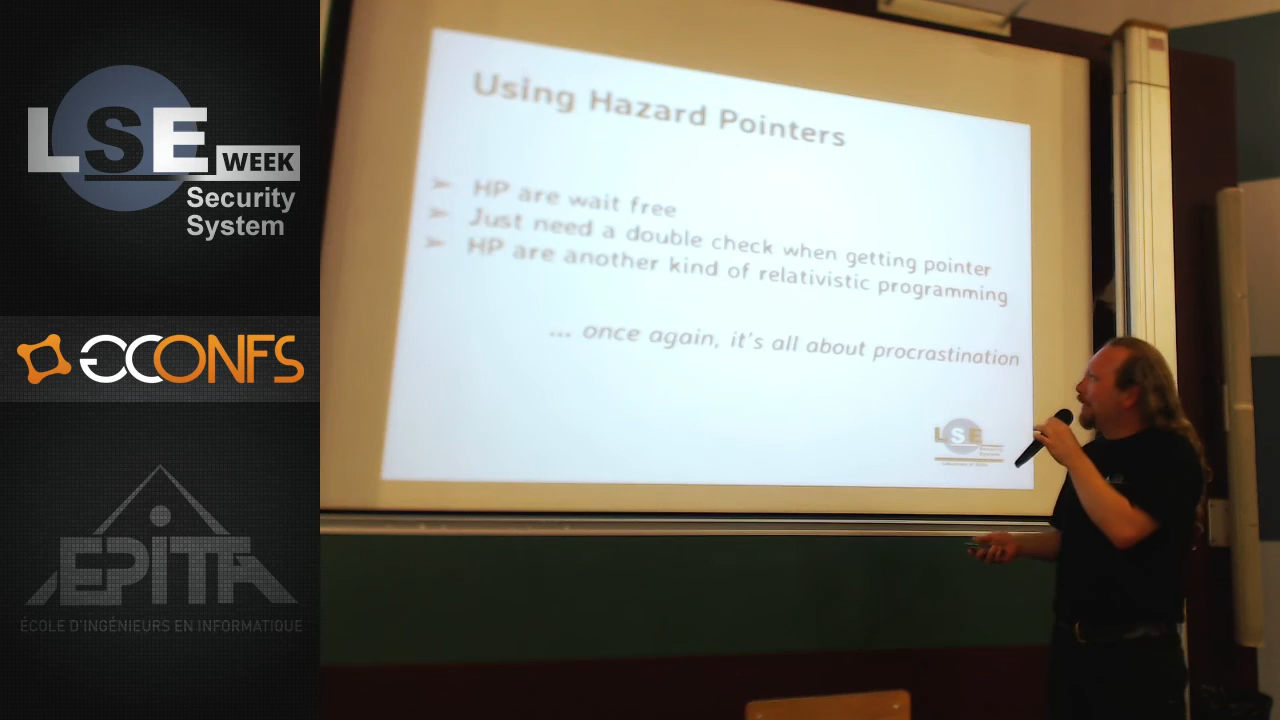 LSE WEEK
Security
System
CONFS
EPITA
ÉCOLE D'INGÉNIEURS EN INFORMATIQUE
Using Hazard Pointers
➤ HP are wait free
➤ Just need a double check when getting pointer
➤ HP are another kind of relativistic programming
... once again, it's all about procrastination
LSE
Security
System